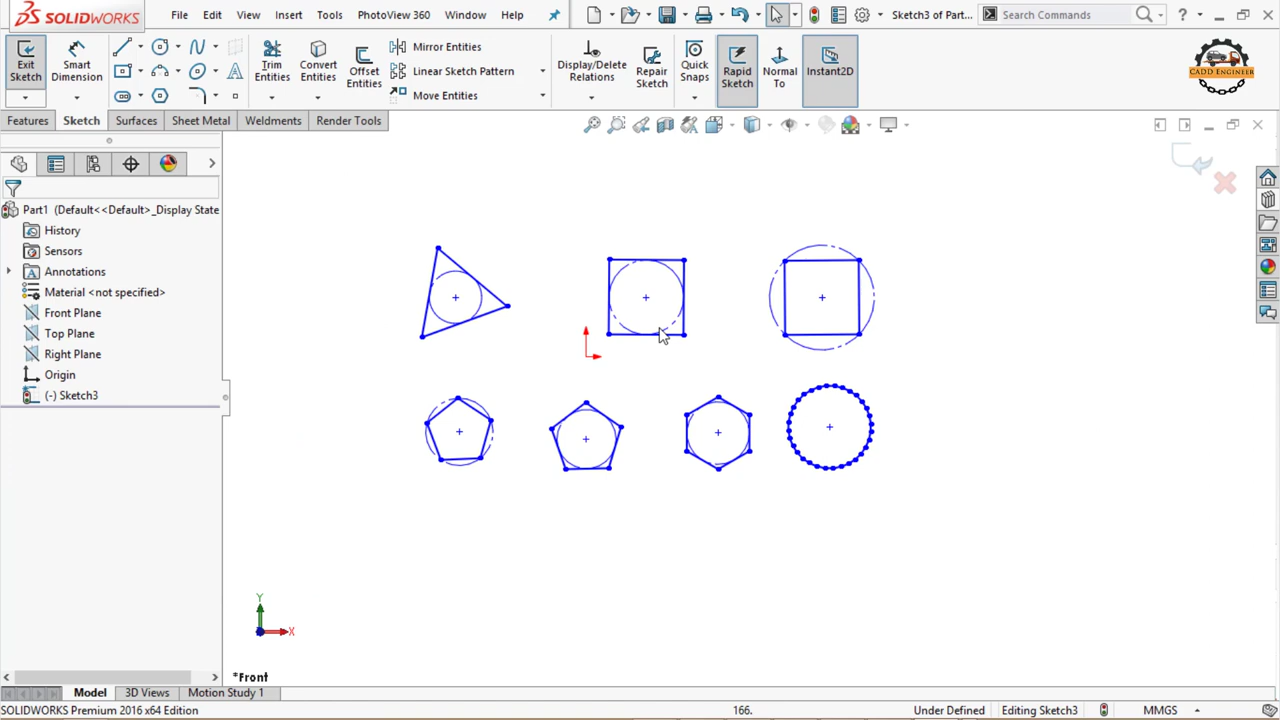 SOLIDWORKS File Edit View Insert Tools PhotoView 360 Window Help Sketch3 of Part... Search Commands ?
Exit Sketch
Smart Dimension
Trim Entities
Convert Entities
Offset Entities
Mirror Entities
Linear Sketch Pattern
Move Entities
Display/Delete Relations
Repair Sketch
Quick Snaps
Rapid Sketch
Normal To
Instant2D
CADD ENGINEER
Features Sketch Surfaces Sheet Metal Weldments Render Tools
Part1 (Default<<Default>_Display State
History
Sensors
Annotations
Material <not specified>
Front Plane
Top Plane
Right Plane
Origin
(-) Sketch3
Y
X
*Front
Model 3D Views Motion Study 1
SOLIDWORKS Premium 2016 x64 Edition 166. Under Defined Editing Sketch3 MMGS